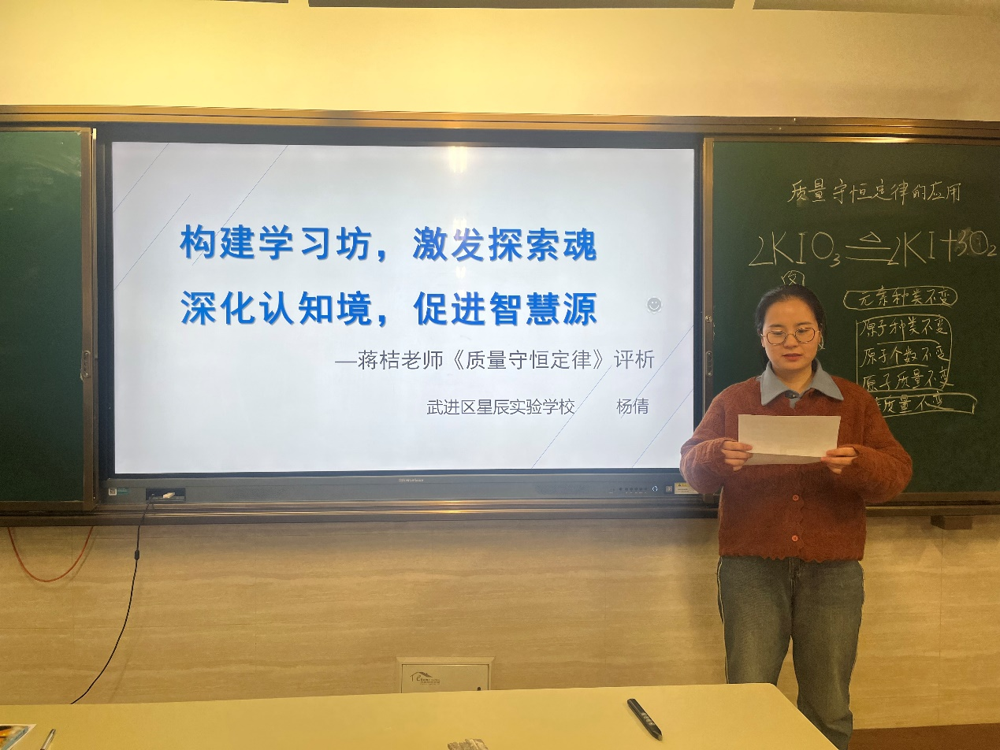 构建学习坊，激发探索魂
深化认知境，促进智慧源
—蒋桔老师《质量守恒定律》评析
武进区星辰实验学校 杨倩
质量守恒定律的应用
2KIO₃ ≜ 2KI+3O₂
元素种类不变
原子种类不变
原子个数不变
原子质量不变
质量不变